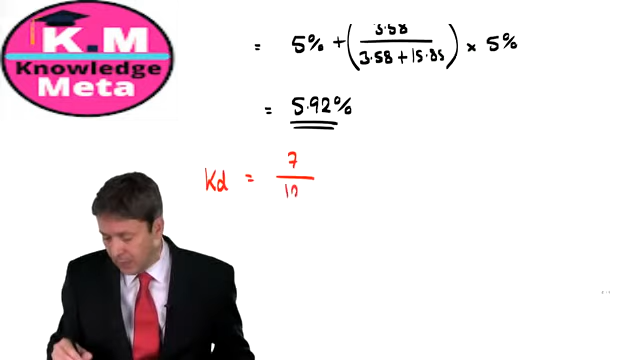 K.M
Knowledge
Meta
= 5% + (3.58 / 3.58 + 15.85) × 5%
= 5.92%
Kd = 7 / 10